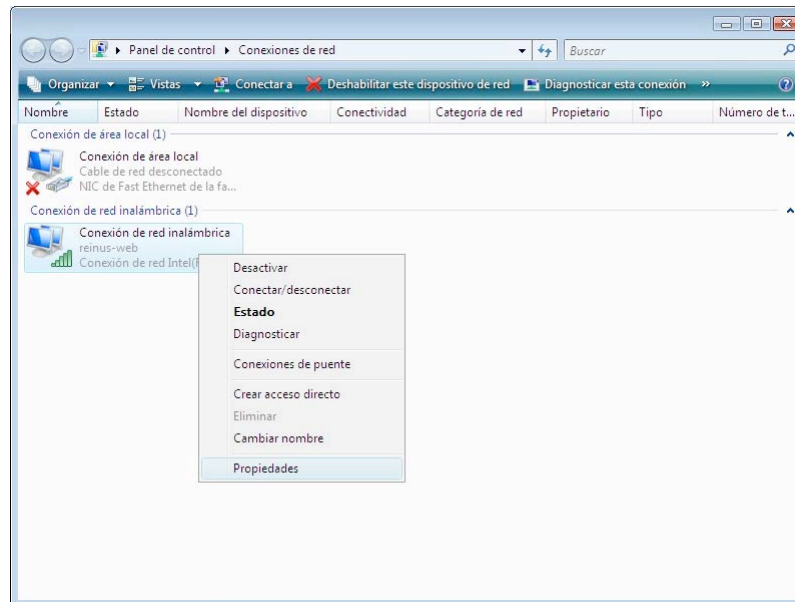 Panel de control Conexiones de red Buscar
Organizar Vistas Conectar a Deshabilitar este dispositivo de red Diagnosticar esta conexión »
Nombre Estado Nombre del dispositivo Conectividad Categoría de red Propietario Tipo Número de t...
Conexión de área local (1)
Conexión de área local
Cable de red desconectado
NIC de Fast Ethernet de la fa...
Conexión de red inalámbrica (1)
Conexión de red inalámbrica
reinus-web
Conexión de red Intel(
Desactivar
Conectar/desconectar
Estado
Diagnosticar
Conexiones de puente
Crear acceso directo
Eliminar
Cambiar nombre
Propiedades